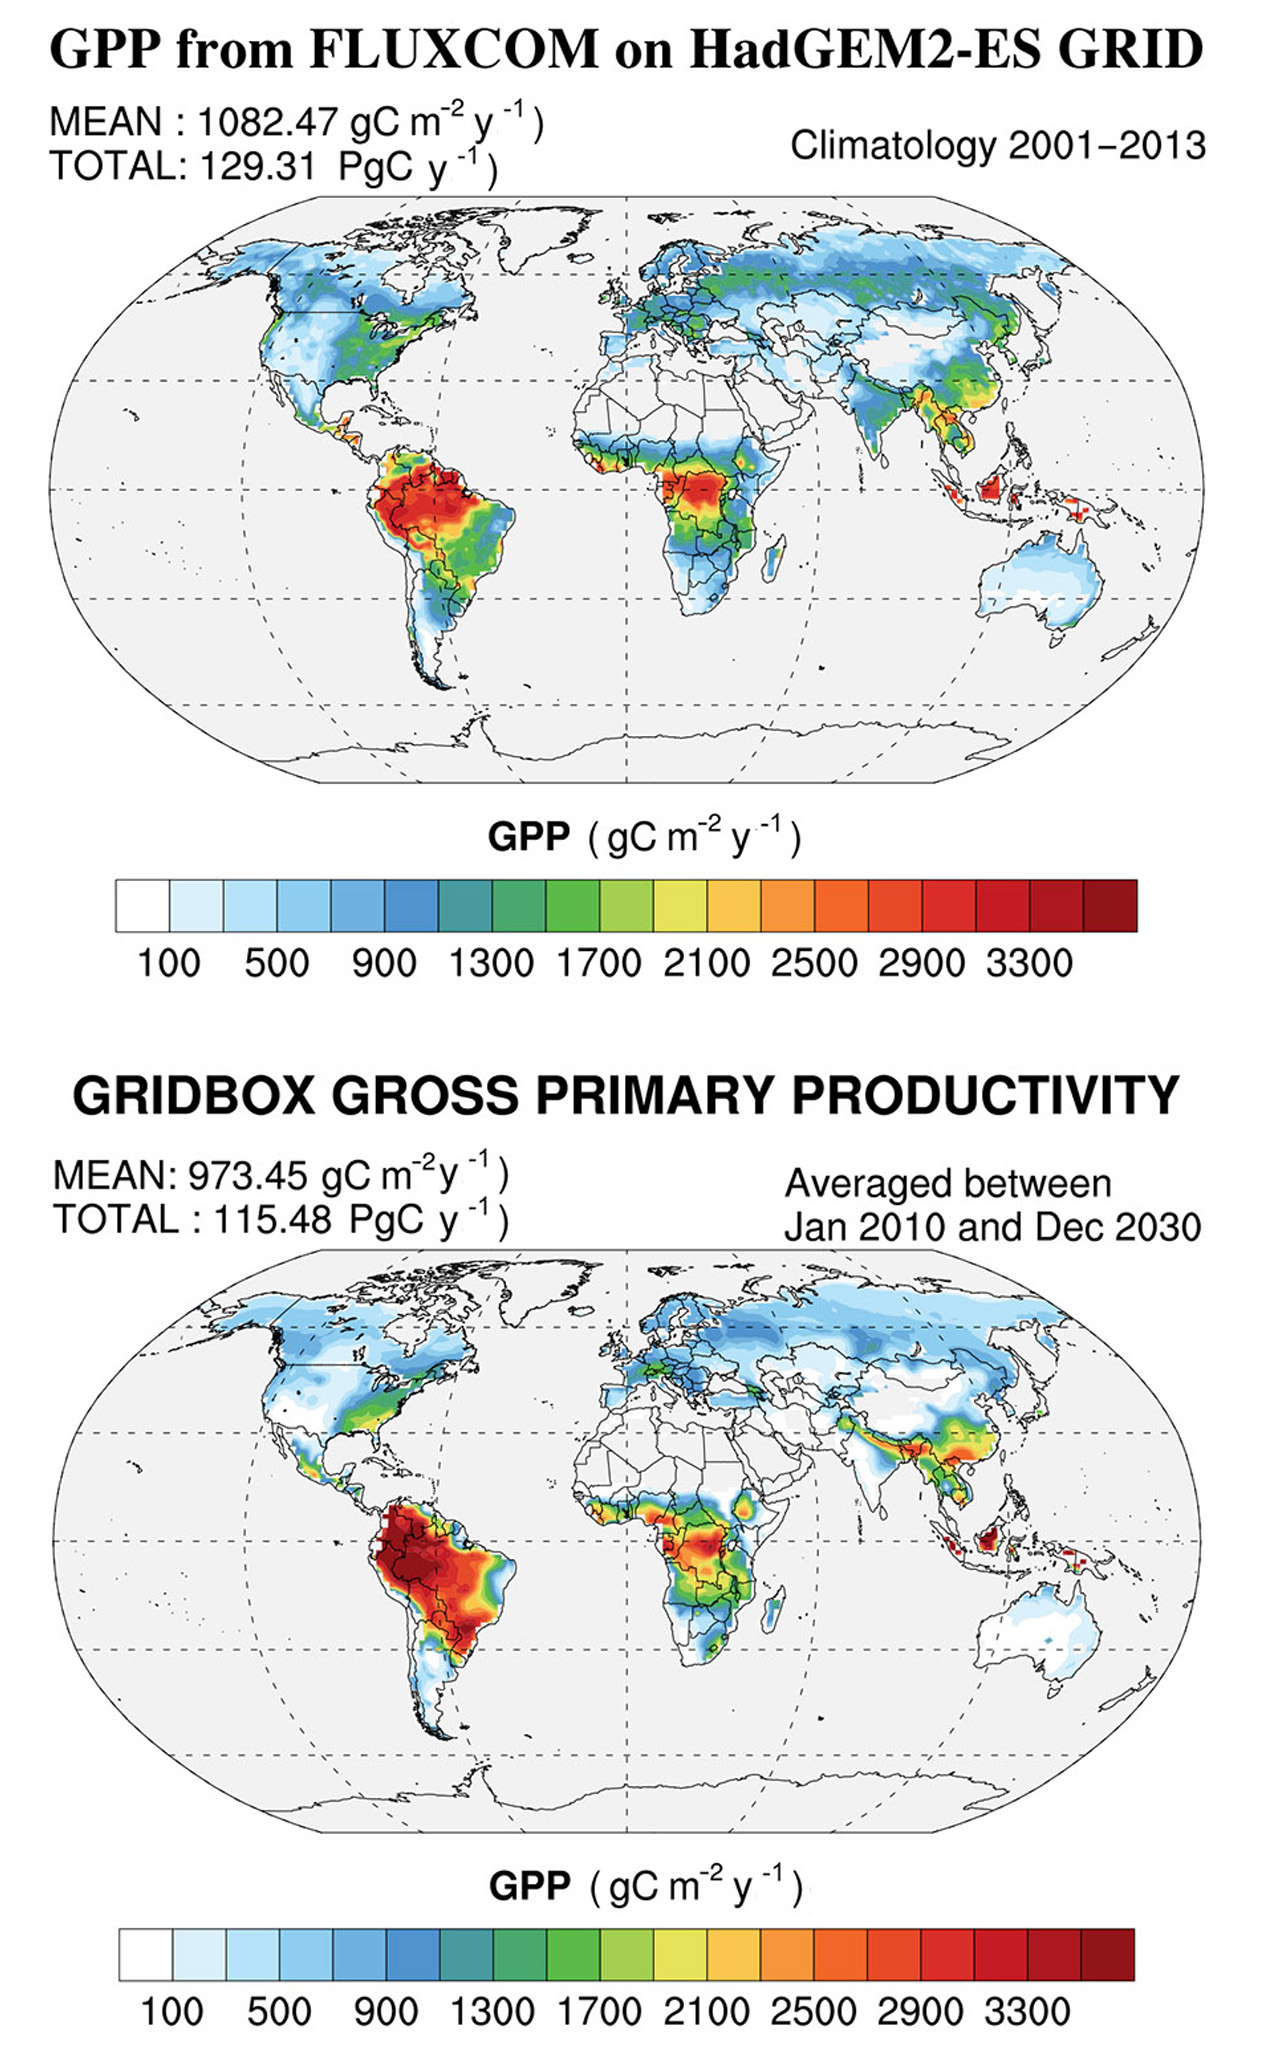 GPP from FLUXCOM on HadGEM2-ES GRID
MEAN : 1082.47 gC m-2 y -1 )
TOTAL: 129.31 PgC y -1 )
Climatology 2001–2013
GPP ( gC m-2 y -1 )
100 500 900 1300 1700 2100 2500 2900 3300
GRIDBOX GROSS PRIMARY PRODUCTIVITY
MEAN: 973.45 gC m-2 y -1 )
TOTAL : 115.48 PgC y -1 )
Averaged between
Jan 2010 and Dec 2030
GPP ( gC m-2 y -1 )
100 500 900 1300 1700 2100 2500 2900 3300